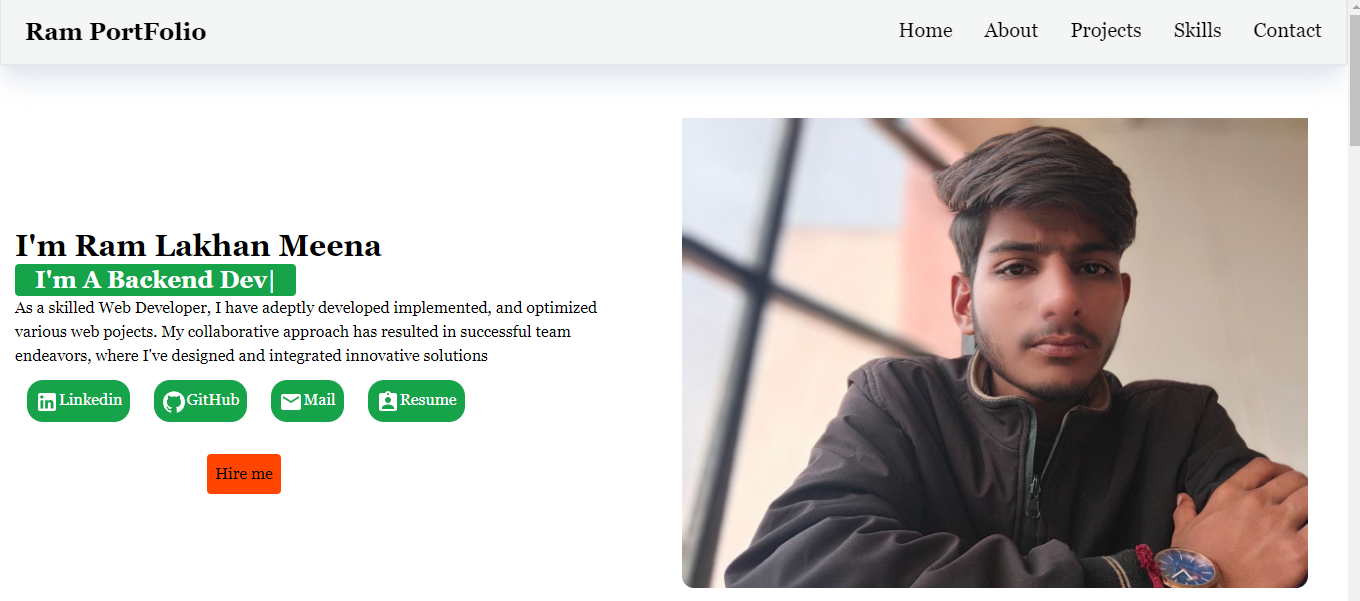 Ram PortFolio
Home About Projects Skills Contact
I'm Ram Lakhan Meena
I'm A Backend Dev|
As a skilled Web Developer, I have adeptly developed implemented, and optimized
various web pojects. My collaborative approach has resulted in successful team
endeavors, where I've designed and integrated innovative solutions
Linkedin GitHub Mail Resume
Hire me